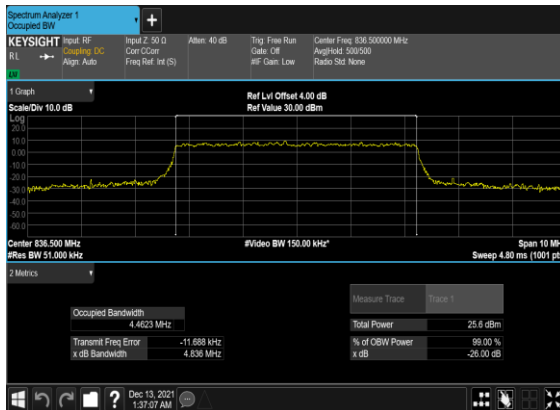 Spectrum Analyzer 1
Occupied BW
KEYSIGHT
RL
Input: RF
Coupling: DC
Align: Auto
Input Z: 50 Ω
Corr CCorr
Freq Ref: Int (S)
Atten: 40 dB
Trig: Free Run
Gate: Off
#IF Gain: Low
Center Freq: 836.500000 MHz
Avg|Hold: 500/500
Radio Std: None
1 Graph
Scale/Div 10.0 dB
Ref Lvl Offset 4.00 dB
Ref Value 30.00 dBm
Log
20.0
10.0
0.00
-10.0
-20.0
-30.0
-40.0
-50.0
-60.0
Center 836.500 MHz
#Video BW 150.00 kHz*
Span 10 MH
#Res BW 51.000 kHz
Sweep 4.80 ms (1001 pt
2 Metrics
Measure Trace
Trace 1
Occupied Bandwidth
4.4623 MHz
Total Power
25.6 dBm
Transmit Freq Error
-11.688 kHz
% of OBW Power
99.00 %
x dB Bandwidth
4.836 MHz
x dB
-26.00 dB
?
Dec 13, 2021
1:37:07 AM